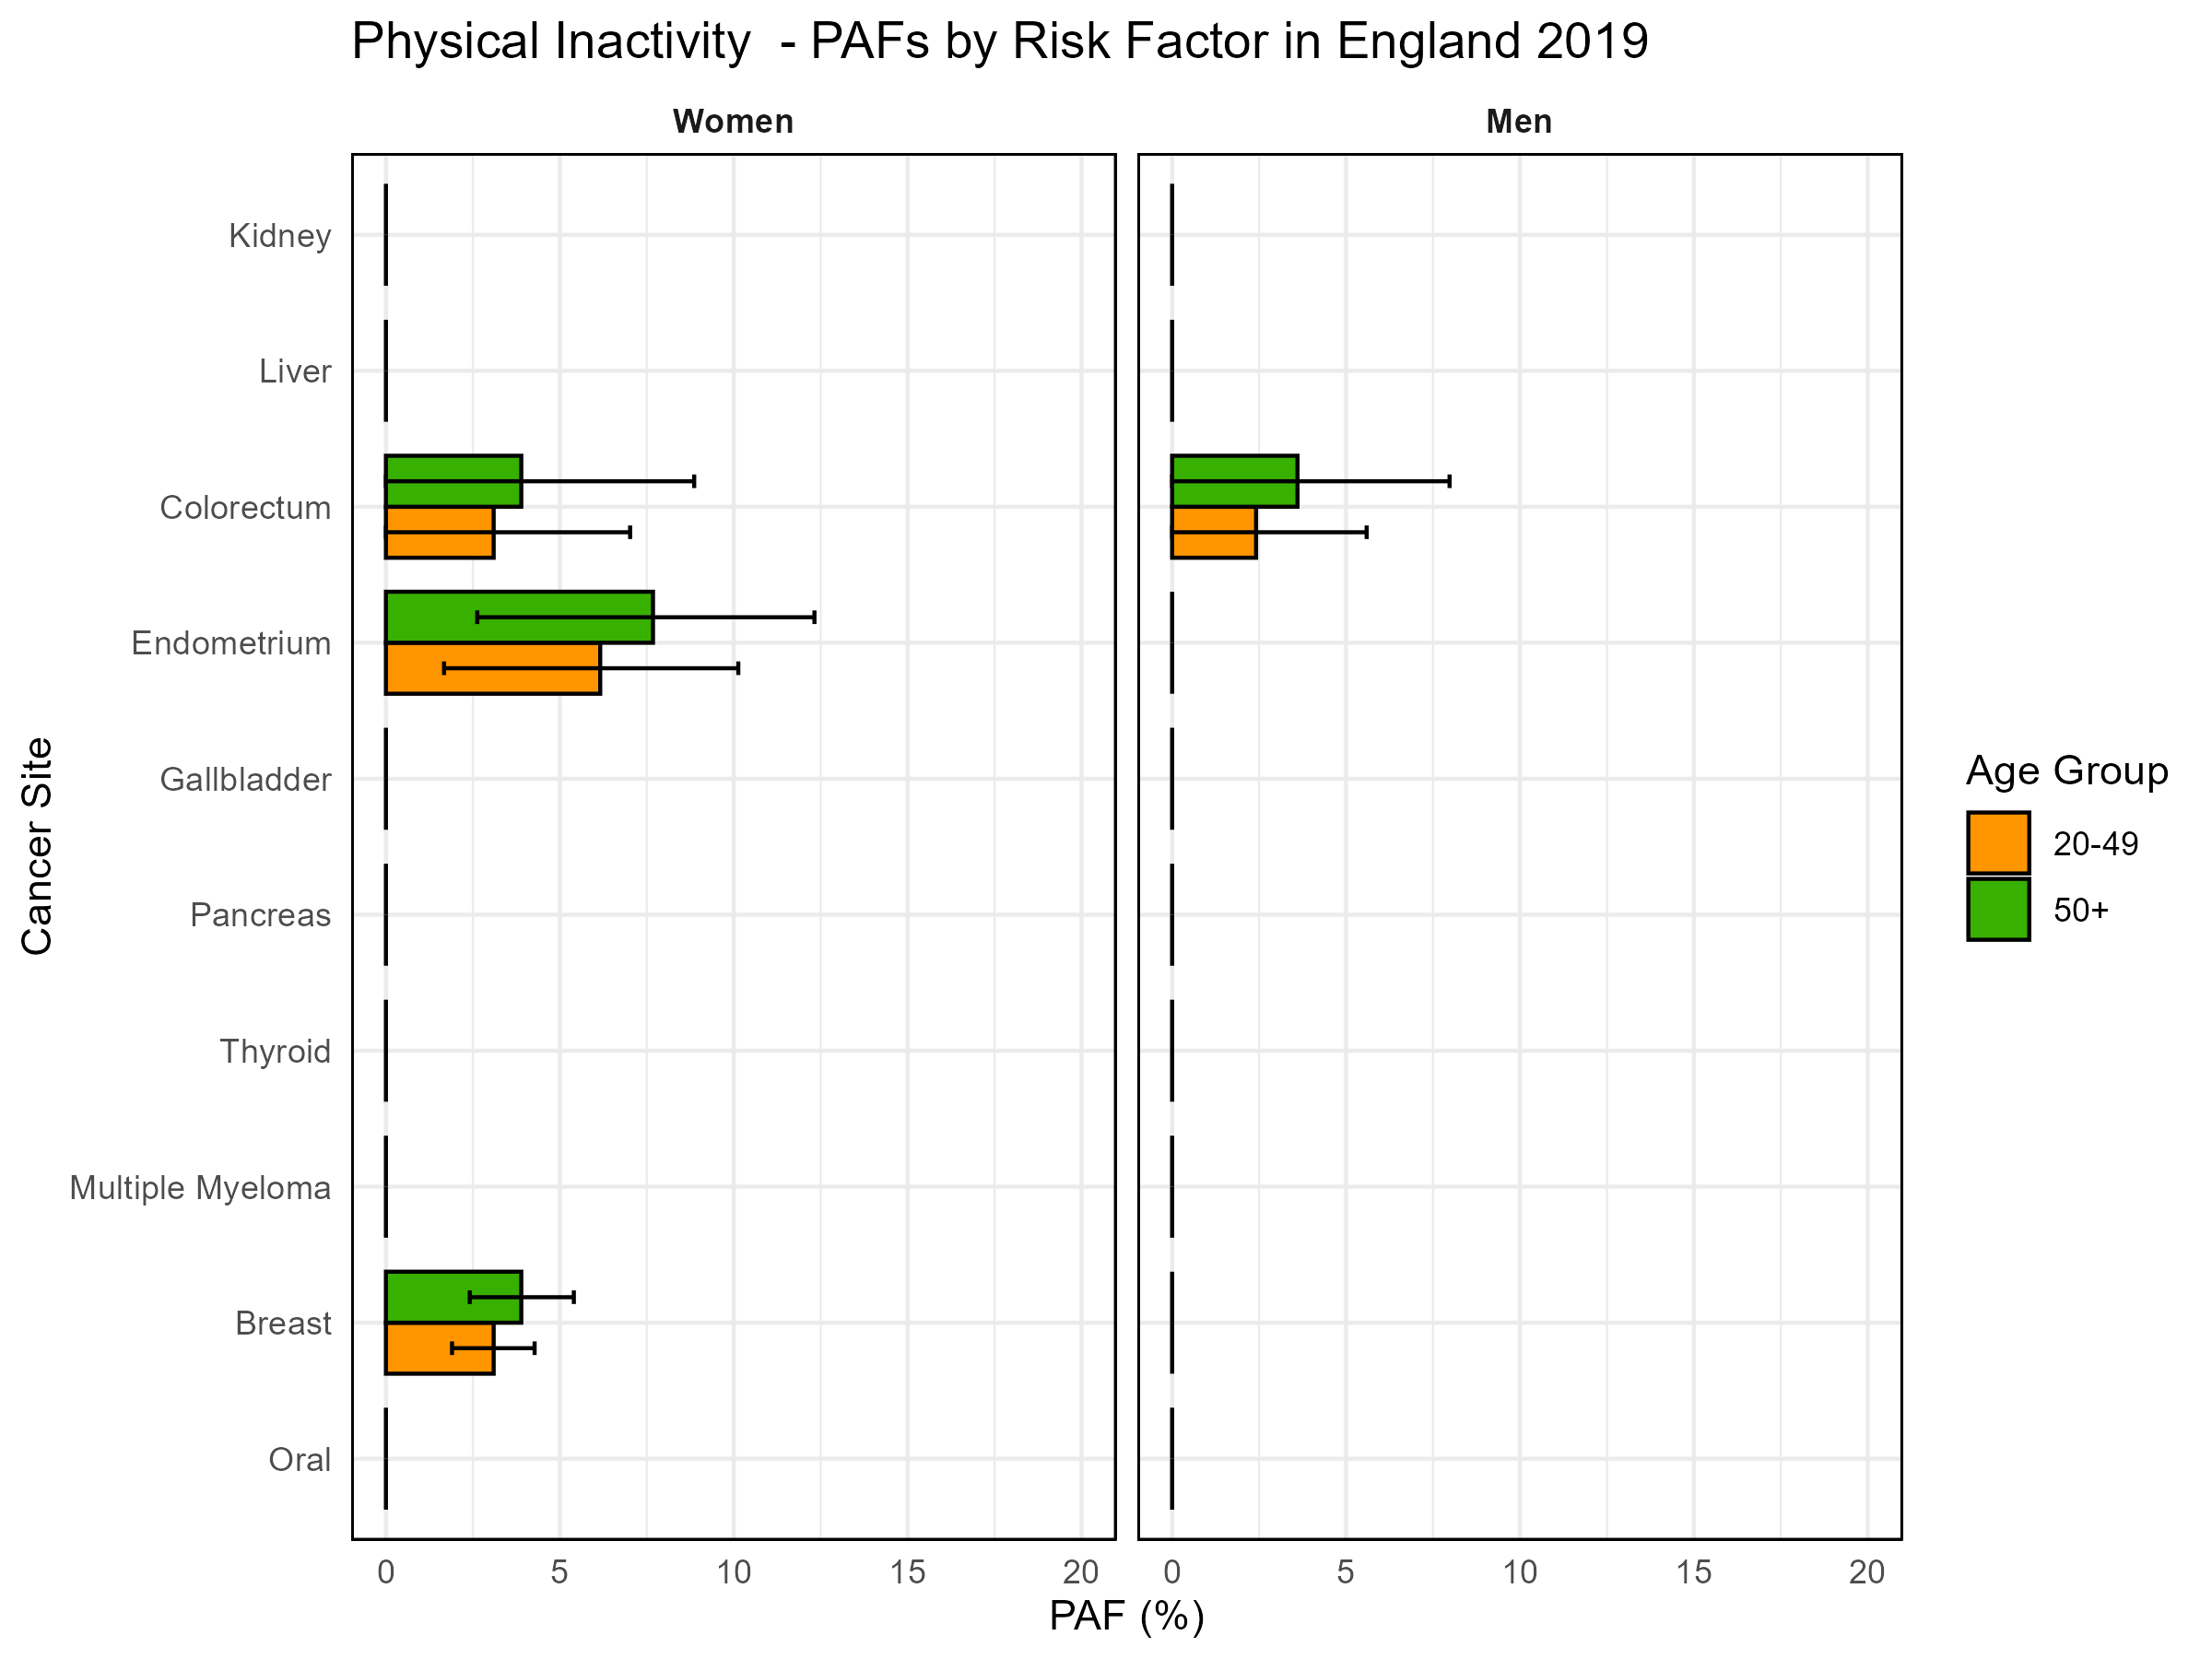 Physical Inactivity  - PAFs by Risk Factor in England 2019
Women
Men
Kidney
Liver
Colorectum
Endometrium
Gallbladder
Pancreas
Thyroid
Multiple Myeloma
Breast
Oral
Cancer Site
0 5 10 15 20
0 5 10 15 20
PAF (%)
Age Group
20-49
50+